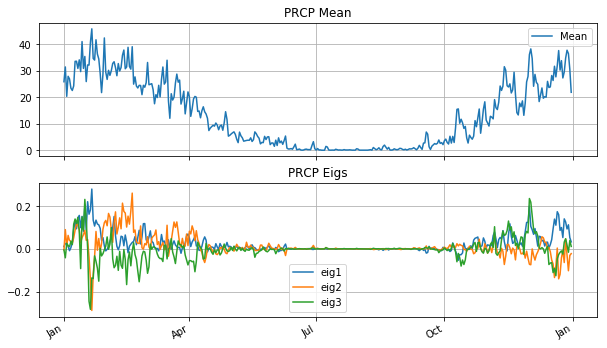 PRCP Mean
40
30
20
10
0
Mean
PRCP Eigs
0.2
0.0
−0.2
eig1
eig2
eig3
Jan
Apr
Jul
Oct
Jan